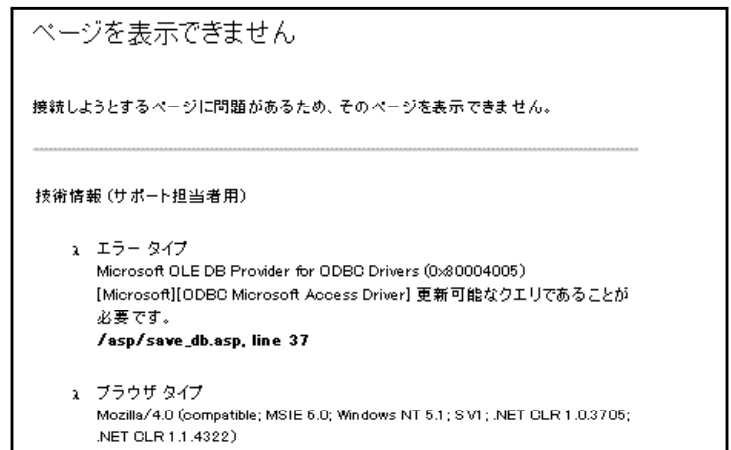 ページを表示できません
接続しようとするページに問題があるため、そのページを表示できません。
技術情報 (サポート担当者用)
λ エラー タイプ
Microsoft OLE DB Provider for ODBC Drivers (0x80004005)
[Microsoft][ODBC Microsoft Access Driver] 更新可能なクエリであることが
必要です。
/asp/save_db.asp, line 37
λ ブラウザ タイプ
Mozilla/4.0 (compatible; MSIE 6.0; Windows NT 5.1; SV1; .NET CLR 1.0.3705;
.NET CLR 1.1.4322)